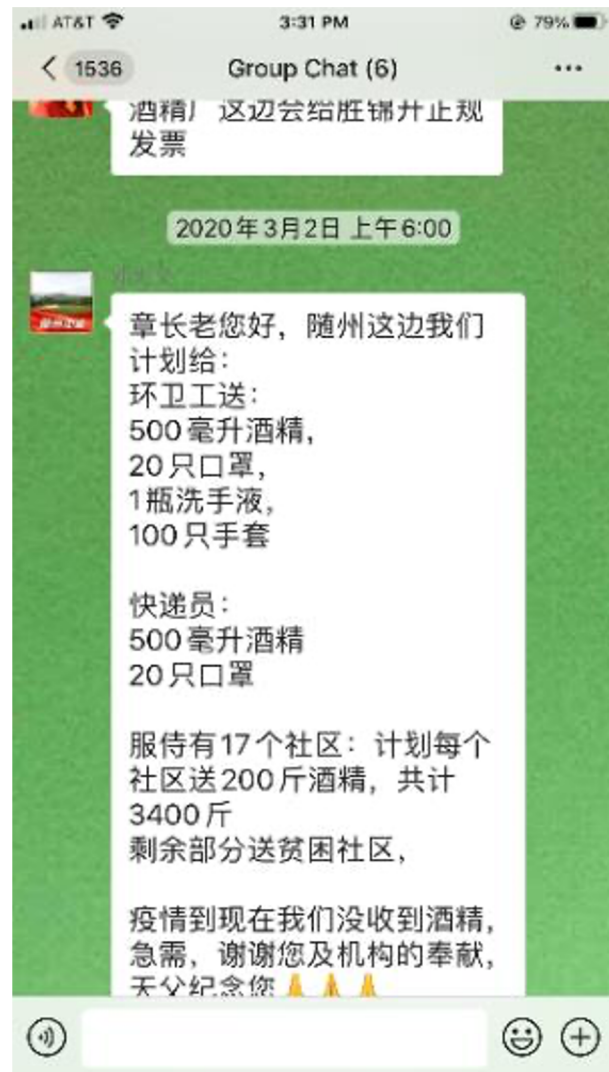 AT&T
3:31 PM
79%
1536
Group Chat (6)
酒精厂这边会给胜锦开正规
发票
2020年3月2日 上午6:00
章长老您好，随州这边我们
计划给：
环卫工送：
500毫升酒精，
20只口罩，
1瓶洗手液，
100只手套
快递员：
500毫升酒精
20只口罩
服侍有17个社区：计划每个
社区送200斤酒精，共计
3400斤
剩余部分送贫困社区，
疫情到现在我们没收到酒精，
急需，谢谢您及机构的奉献，
天父纪念您🙏🙏🙏